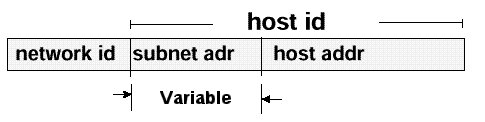 host id
network id subnet adr host addr
Variable